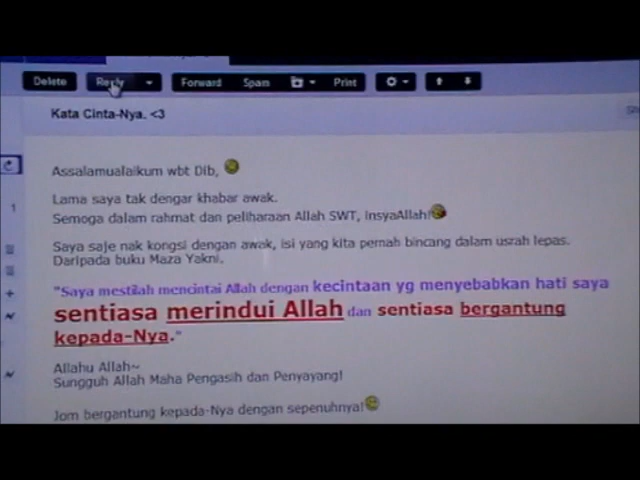 Delete Reply Forward Spam Print
Kata Cinta-Nya. <3
Assalamualaikum wbt Dib,
Lama saya tak dengar khabar awak.
Semoga dalam rahmat dan peliharaan Allah SWT, insyaAllah!
Saya saje nak kongsi dengan awak, isi yang kita pernah bincang dalam usrah lepas.
Daripada buku Maza Yakni.
"Saya mestilah mencintai Allah dengan kecintaan yg menyebabkan hati saya
sentiasa merindui Allah dan sentiasa bergantung
kepada-Nya."
Allahu Allah~
Sungguh Allah Maha Pengasih dan Penyayang!
Jom bergantung kepada-Nya dengan sepenuhnya!
1